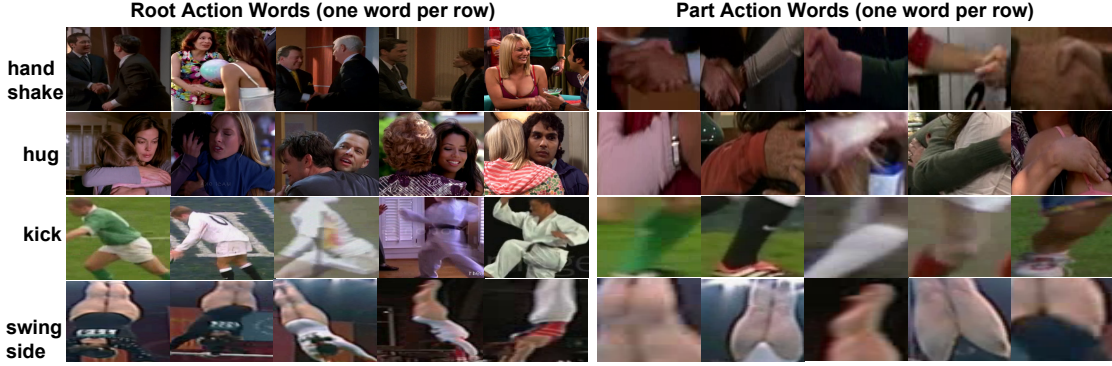 Root Action Words (one word per row)
Part Action Words (one word per row)
hand
shake
hug
kick
swing
side